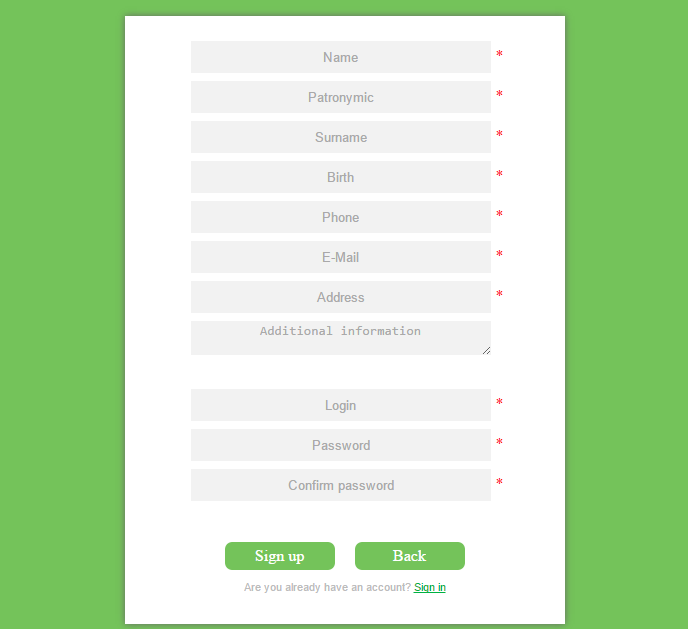 Name *
Patronymic *
Surname *
Birth *
Phone *
E-Mail *
Address *
Additional information
Login *
Password *
Confirm password *
Sign up Back
Are you already have an account? Sign in